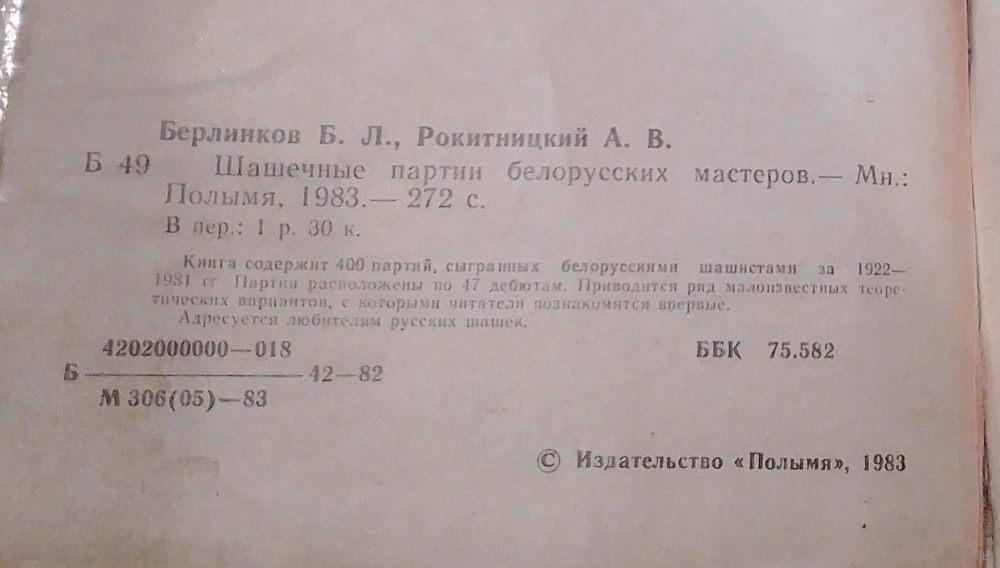 Берлинков Б. Л., Рокитницкий А. В.
Б 49 Шашечные партии белорусских мастеров.— Мн.:
Полымя, 1983.— 272 с.
В пер.: 1 р. 30 к.
Книга содержит 400 партий, сыгранных белорусскими шашистами за 1922—
1981 гг Партии расположены по 47 дебютам. Приводится ряд малоизвестных теоре-
тических вариантов, с которыми читатели познакомятся впервые.
Адресуется любителям русских шашек.
4202000000—018
Б 42—82
М 306(05)—83
ББК 75.582
© Издательство «Полымя», 1983